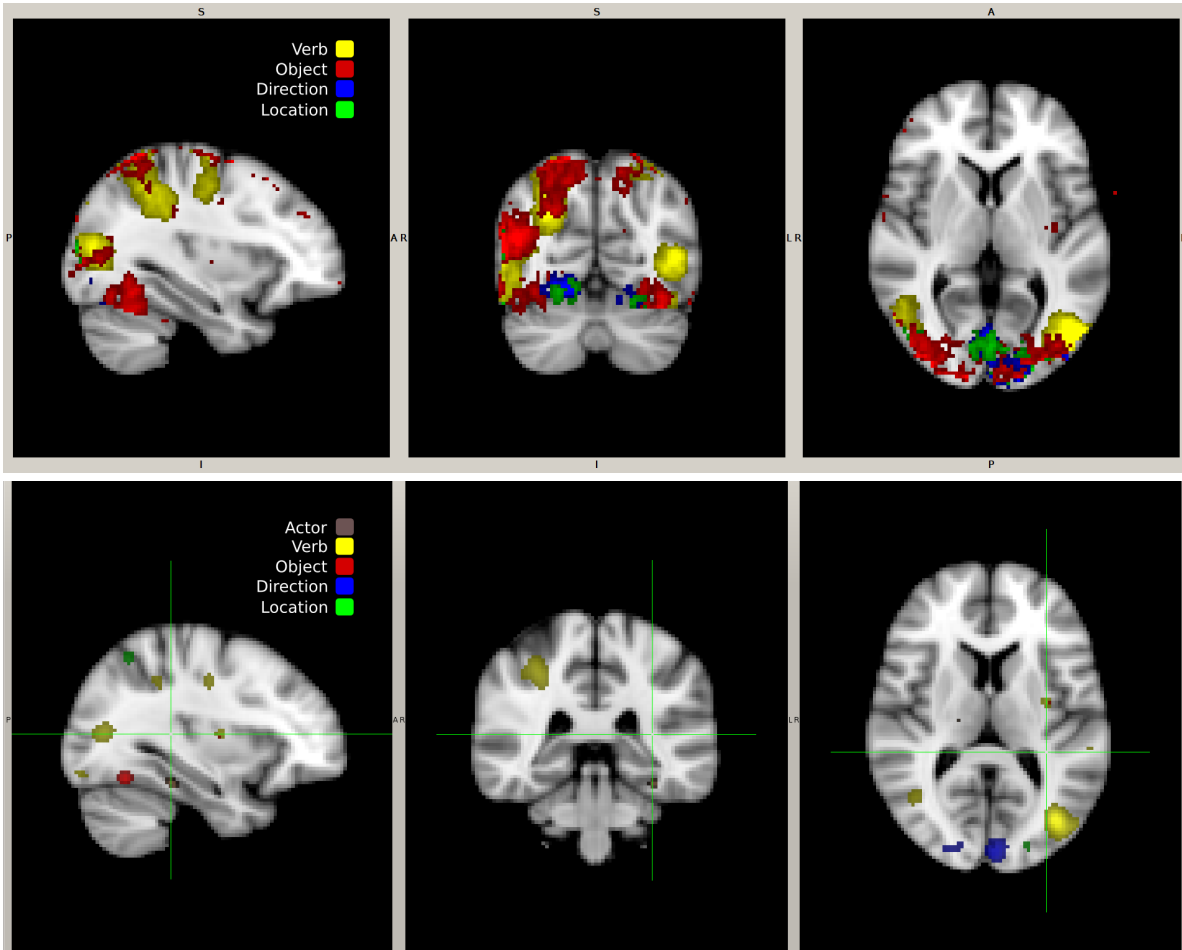 S
S
A
Verb
Object
Direction
Location
P
A R
L R
I
I
P
Actor
Verb
Object
Direction
Location
P
A R
L R